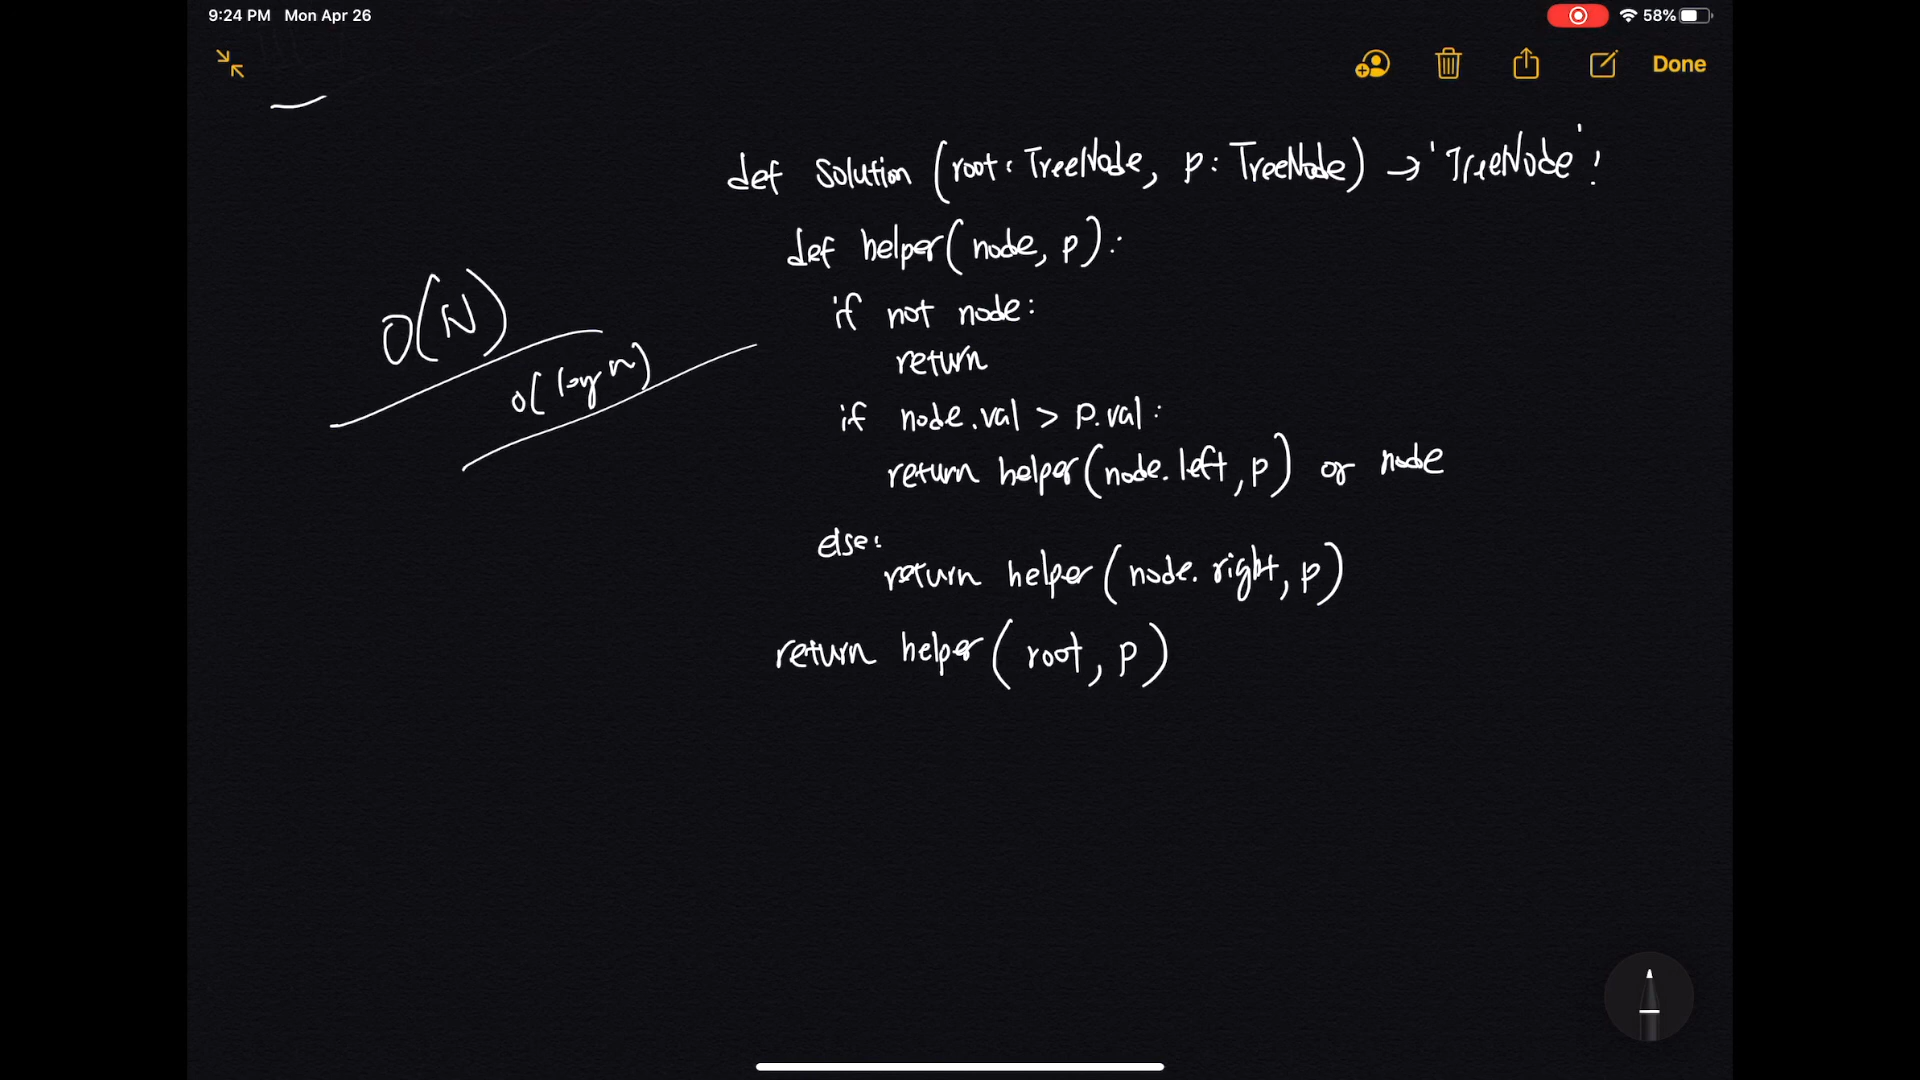 9:24 PM Mon Apr 26
58%
Done
def Solution (root: TreeNode, p: TreeNode) → 'TreeNode':
def helper(node, p):
if not node:
return
if node.val > p.val:
return helper(node.left, p) or node
else:
return helper(node.right, p)
return helper(root, p)
O(N)
O(log n)